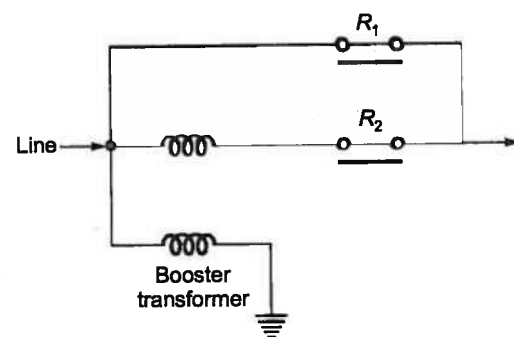 R₁
R₂
Line
Booster
transformer